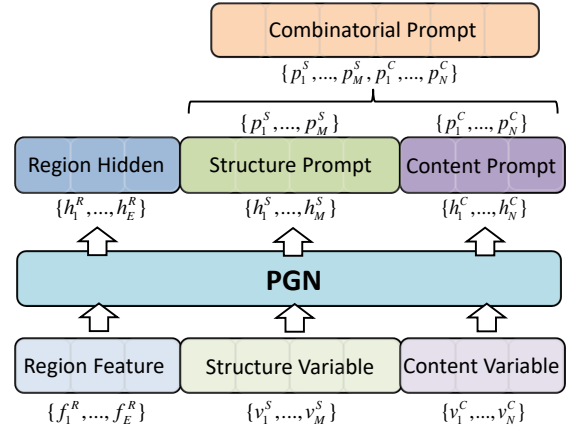 Combinatorial Prompt
{p_1^S,..., p_M^S, p_1^C,..., p_N^C}
{p_1^S,..., p_M^S} {p_1^C,..., p_N^C}
Region Hidden Structure Prompt Content Prompt
{h_1^R,..., h_E^R} {h_1^S,..., h_M^S} {h_1^C,..., h_N^C}
PGN
Region Feature Structure Variable Content Variable
{f_1^R,..., f_E^R} {v_1^S,..., v_M^S} {v_1^C,..., v_N^C}